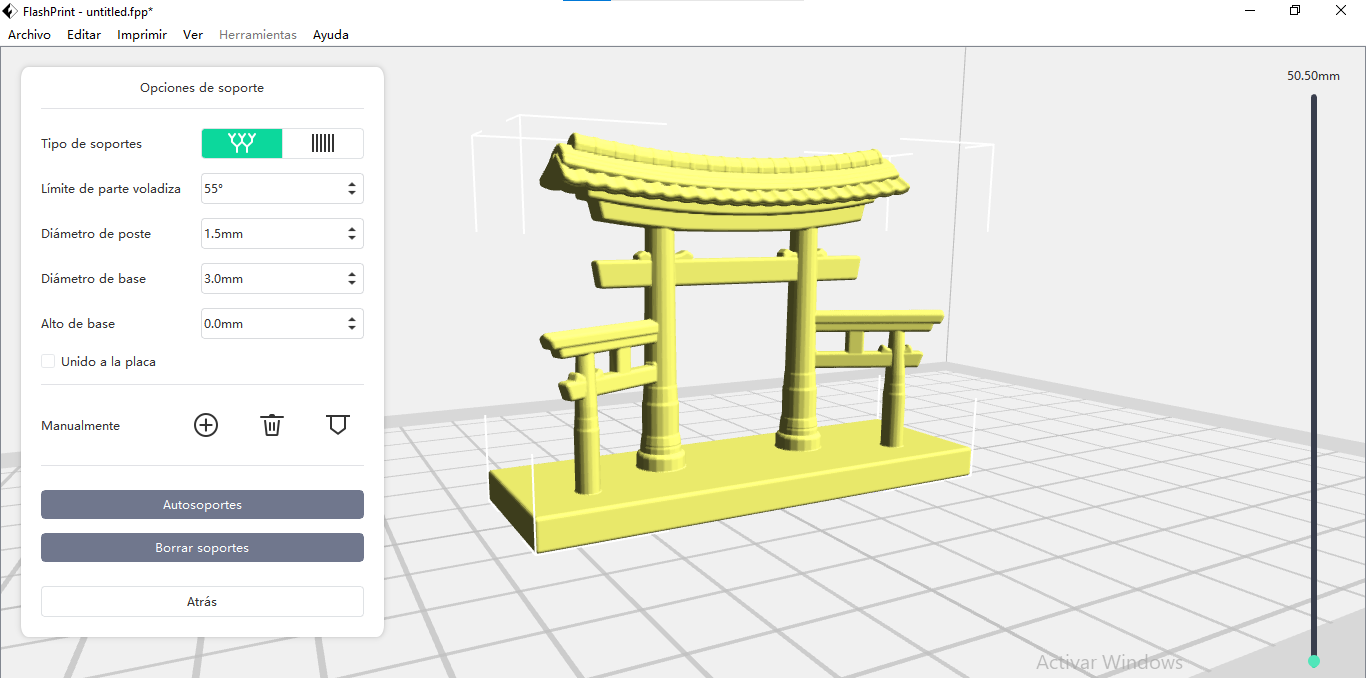 FlashPrint - untitled.fpp*
Archivo Editar Imprimir Ver Herramientas Ayuda
Opciones de soporte
Tipo de soportes
Límite de parte voladiza 55°
Diámetro de poste 1.5mm
Diámetro de base 3.0mm
Alto de base 0.0mm
Unido a la placa
Manualmente
Autosoportes
Borrar soportes
Atrás
50.50mm
Activar Windows